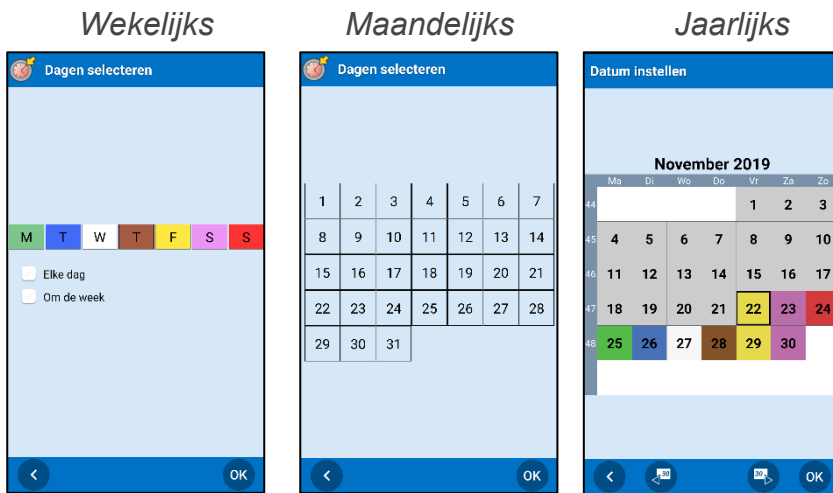 Wekelijks
Maandelijks
Jaarlijks
Dagen selecteren
M T W T F S S
Elke dag
Om de week
OK
Dagen selecteren
1 2 3 4 5 6 7
8 9 10 11 12 13 14
15 16 17 18 19 20 21
22 23 24 25 26 27 28
29 30 31
OK
Datum instellen
November 2019
Ma Di Wo Do Vr Za Zo
44 1 2 3
45 4 5 6 7 8 9 10
46 11 12 13 14 15 16 17
47 18 19 20 21 22 23 24
48 25 26 27 28 29 30
30 30 OK